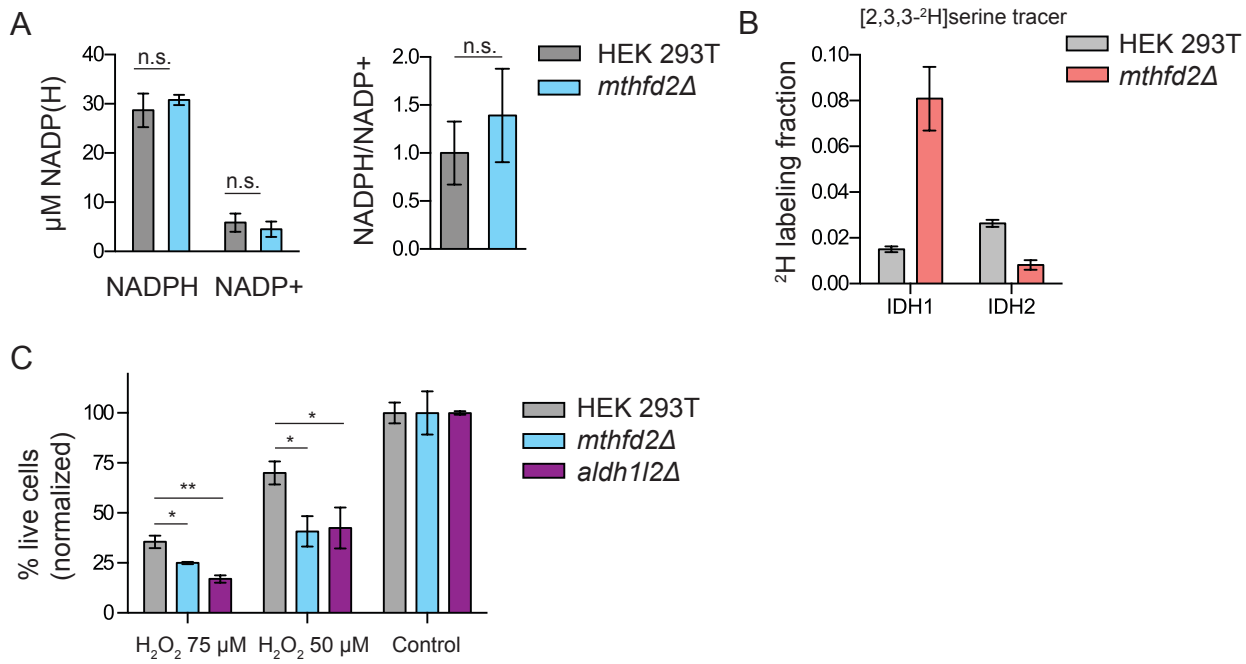 A
n.s.
n.s.
µM NADP(H)
40
30
20
10
0
NADPH
NADP+
n.s.
NADPH/NADP+
2.0
1.5
1.0
0.5
0.0
HEK 293T
mthfd2Δ
B
[2,3,3-²H]serine tracer
²H labeling fraction
0.10
0.08
0.06
0.04
0.02
0.00
IDH1
IDH2
HEK 293T
mthfd2Δ
C
% live cells
(normalized)
100
75
50
25
0
**
*
*
*
H₂O₂ 75 µM
H₂O₂ 50 µM
Control
HEK 293T
mthfd2Δ
aldh1l2Δ